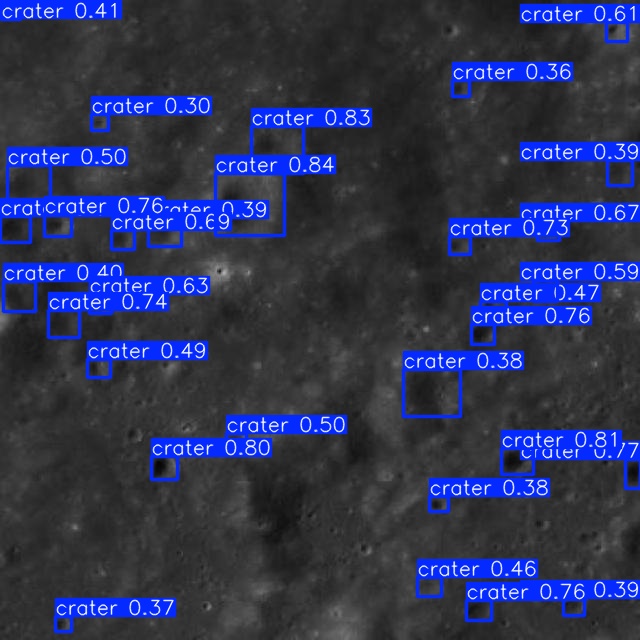 crater 0.41
crater 0.61
crater 0.36
crater 0.30
crater 0.83
crater 0.50
crater 0.39
crater 0.84
crater 0.76
0.39
crater 0.67
crater 0.69
crater 0.73
crater 0.40
crater 0.59
crater 0.63
crater 0.47
crater 0.74
crater 0.76
crater 0.49
crater 0.38
crater 0.50
crater 0.81
crater 0.80
crater 0.77
crater 0.38
crater 0.46
crater 0.76
0.39
crater 0.37